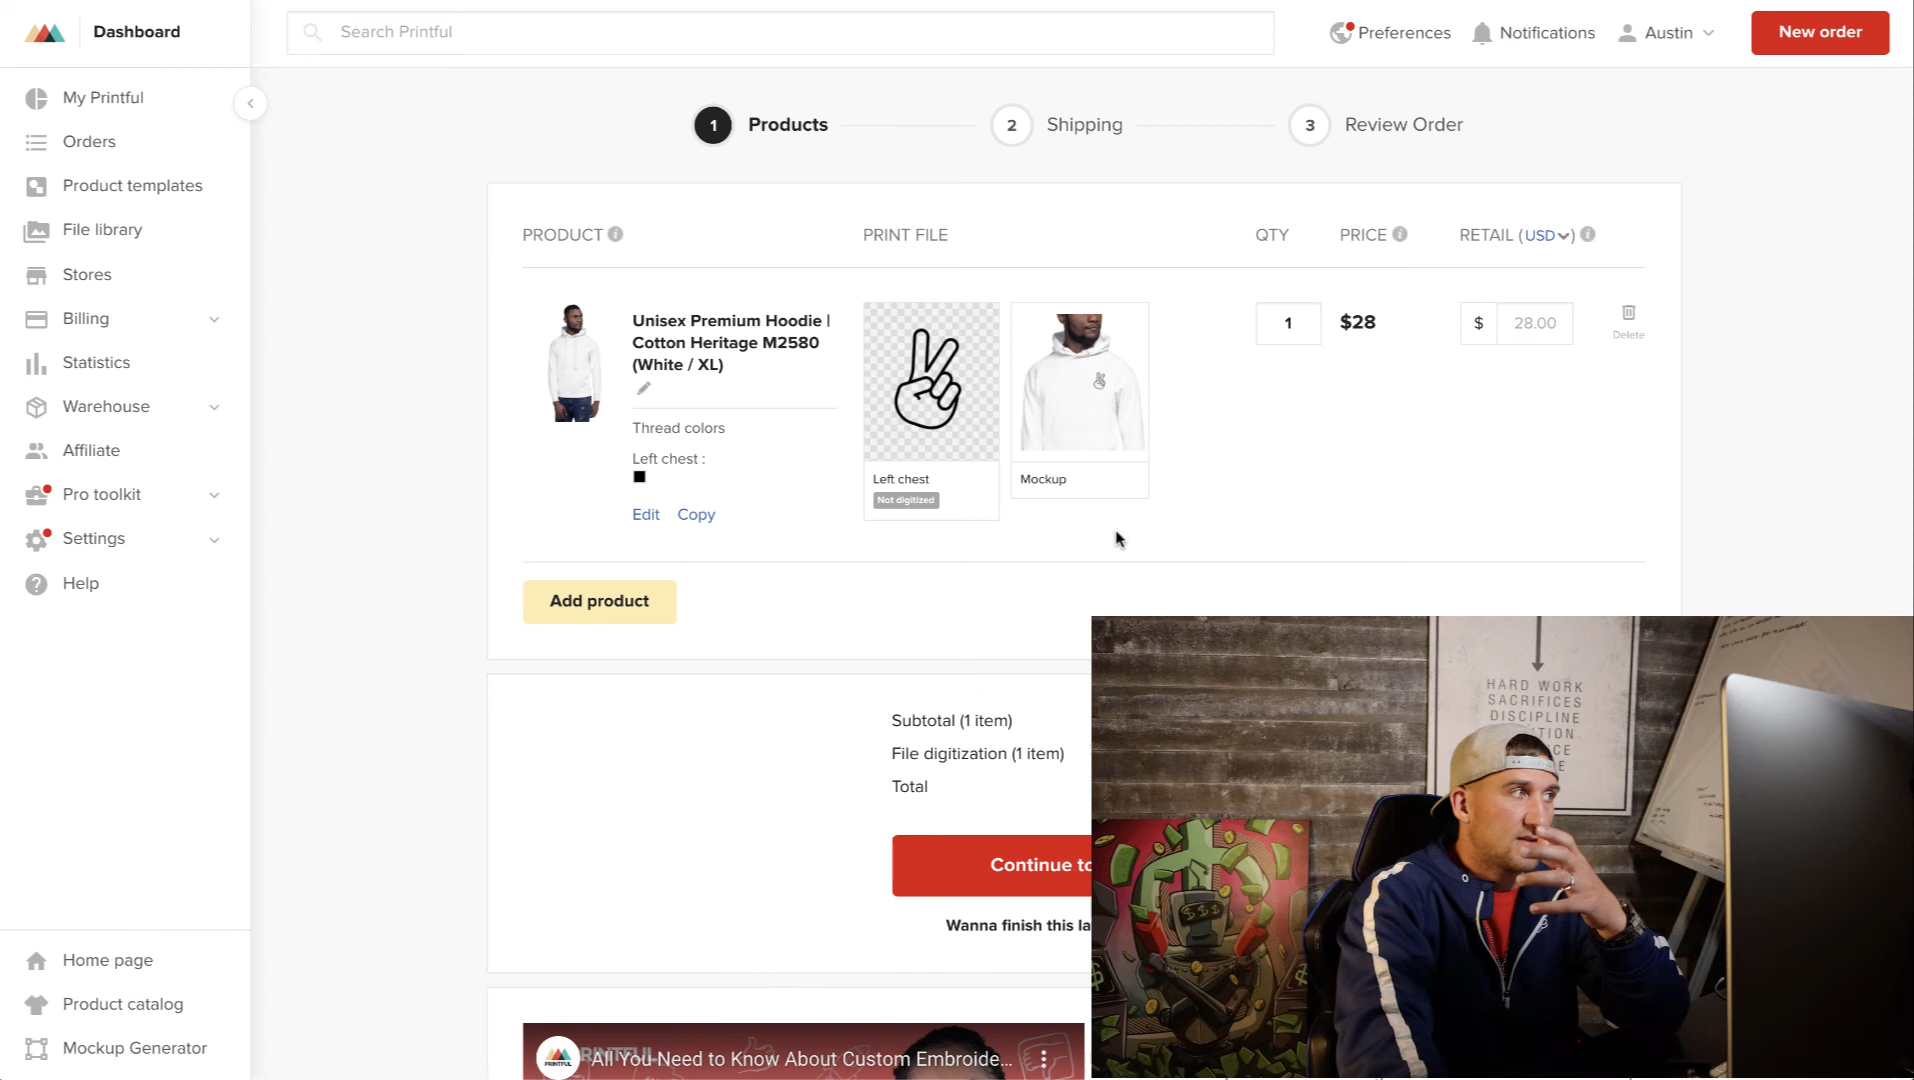 Dashboard
Search Printful
Preferences
Notifications
Austin
New order
My Printful
Orders
Product templates
File library
Stores
Billing
Statistics
Warehouse
Affiliate
Pro toolkit
Settings
Help
Home page
Product catalog
Mockup Generator
1 Products
2 Shipping
3 Review Order
PRODUCT
PRINT FILE
QTY
PRICE
RETAIL (USD)
Unisex Premium Hoodie |
Cotton Heritage M2580
(White / XL)
Thread colors
Left chest :
Edit Copy
Left chest
Not digitized
Mockup
1
$28
$ 28.00
Delete
Add product
Subtotal (1 item)
File digitization (1 item)
Total
Continue to
Wanna finish this la
PRINTFUL
All You Need to Know About Custom Embroide...
HARD WORK
SACRIFICES
DISCIPLINE
$$$